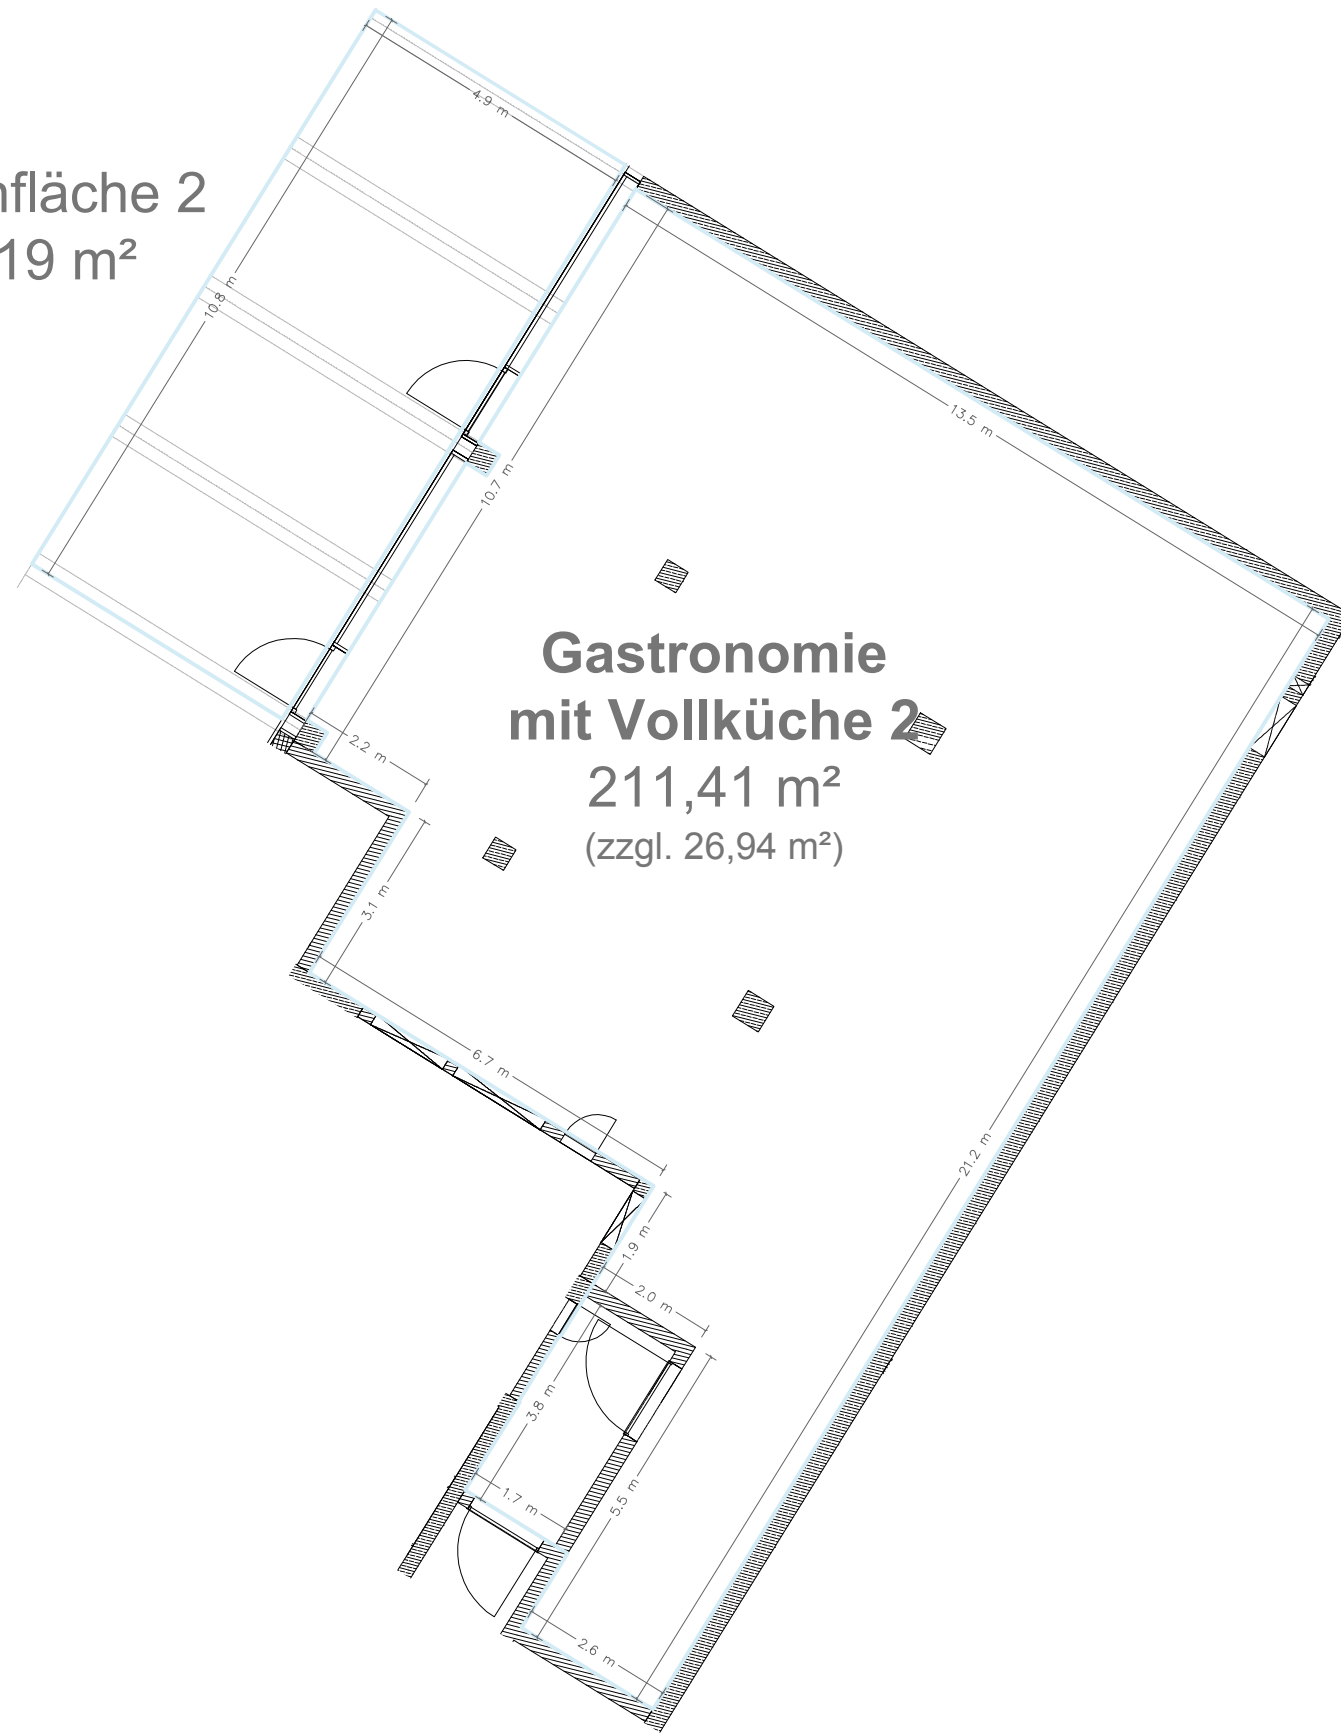 4.9 m
nfläche 2
19 m²
10.8 m
13.5 m
10.7 m
Gastronomie
mit Vollküche 2
211,41 m²
(zzgl. 26,94 m²)
2.2 m
3.1 m
6.7 m
21.2 m
1.9 m
2.0 m
3.8 m
1.7 m
5.5 m
2.6 m